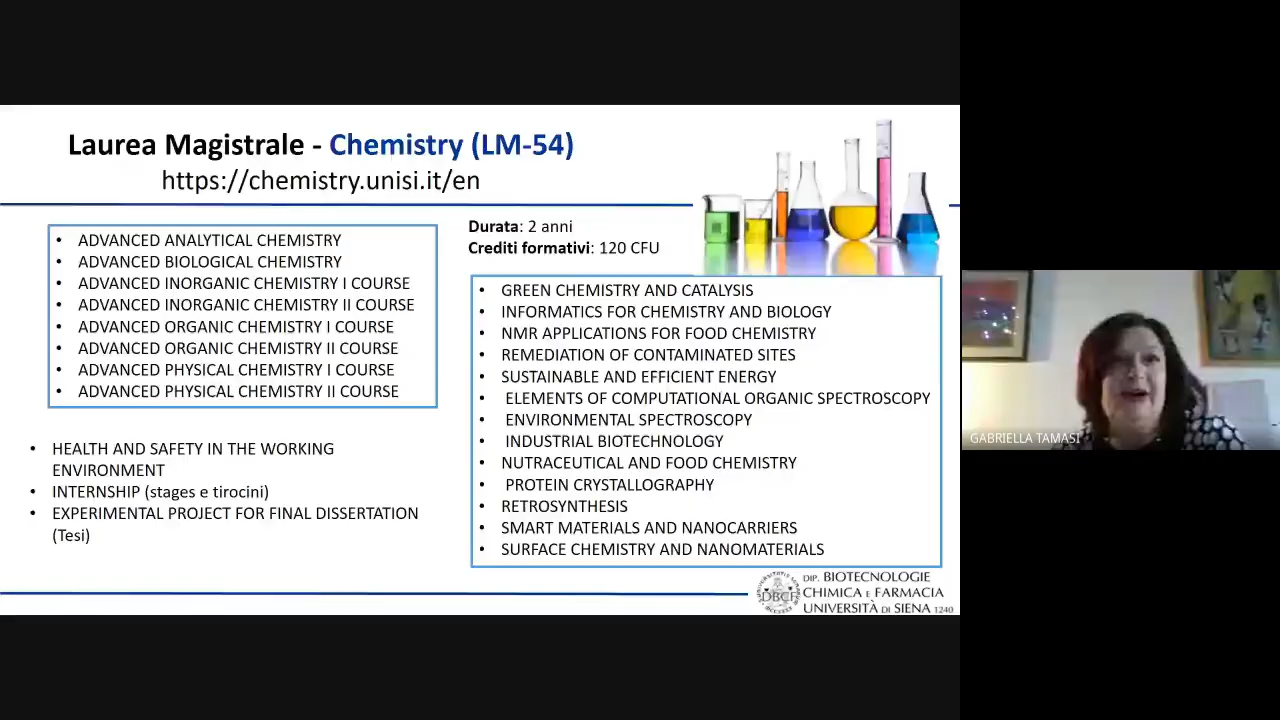 Laurea Magistrale - Chemistry (LM-54)
https://chemistry.unisi.it/en
• ADVANCED ANALYTICAL CHEMISTRY
• ADVANCED BIOLOGICAL CHEMISTRY
• ADVANCED INORGANIC CHEMISTRY I COURSE
• ADVANCED INORGANIC CHEMISTRY II COURSE
• ADVANCED ORGANIC CHEMISTRY I COURSE
• ADVANCED ORGANIC CHEMISTRY II COURSE
• ADVANCED PHYSICAL CHEMISTRY I COURSE
• ADVANCED PHYSICAL CHEMISTRY II COURSE
• HEALTH AND SAFETY IN THE WORKING
ENVIRONMENT
• INTERNSHIP (stages e tirocini)
• EXPERIMENTAL PROJECT FOR FINAL DISSERTATION
(Tesi)
Durata: 2 anni
Crediti formativi: 120 CFU
• GREEN CHEMISTRY AND CATALYSIS
• INFORMATICS FOR CHEMISTRY AND BIOLOGY
• NMR APPLICATIONS FOR FOOD CHEMISTRY
• REMEDIATION OF CONTAMINATED SITES
• SUSTAINABLE AND EFFICIENT ENERGY
• ELEMENTS OF COMPUTATIONAL ORGANIC SPECTROSCOPY
• ENVIRONMENTAL SPECTROSCOPY
• INDUSTRIAL BIOTECHNOLOGY
• NUTRACEUTICAL AND FOOD CHEMISTRY
• PROTEIN CRYSTALLOGRAPHY
• RETROSYNTHESIS
• SMART MATERIALS AND NANOCARRIERS
• SURFACE CHEMISTRY AND NANOMATERIALS
DBCF
DIP. BIOTECNOLOGIE
CHIMICA E FARMACIA
UNIVERSITÀ DI SIENA 1240
GABRIELLA TAMASI